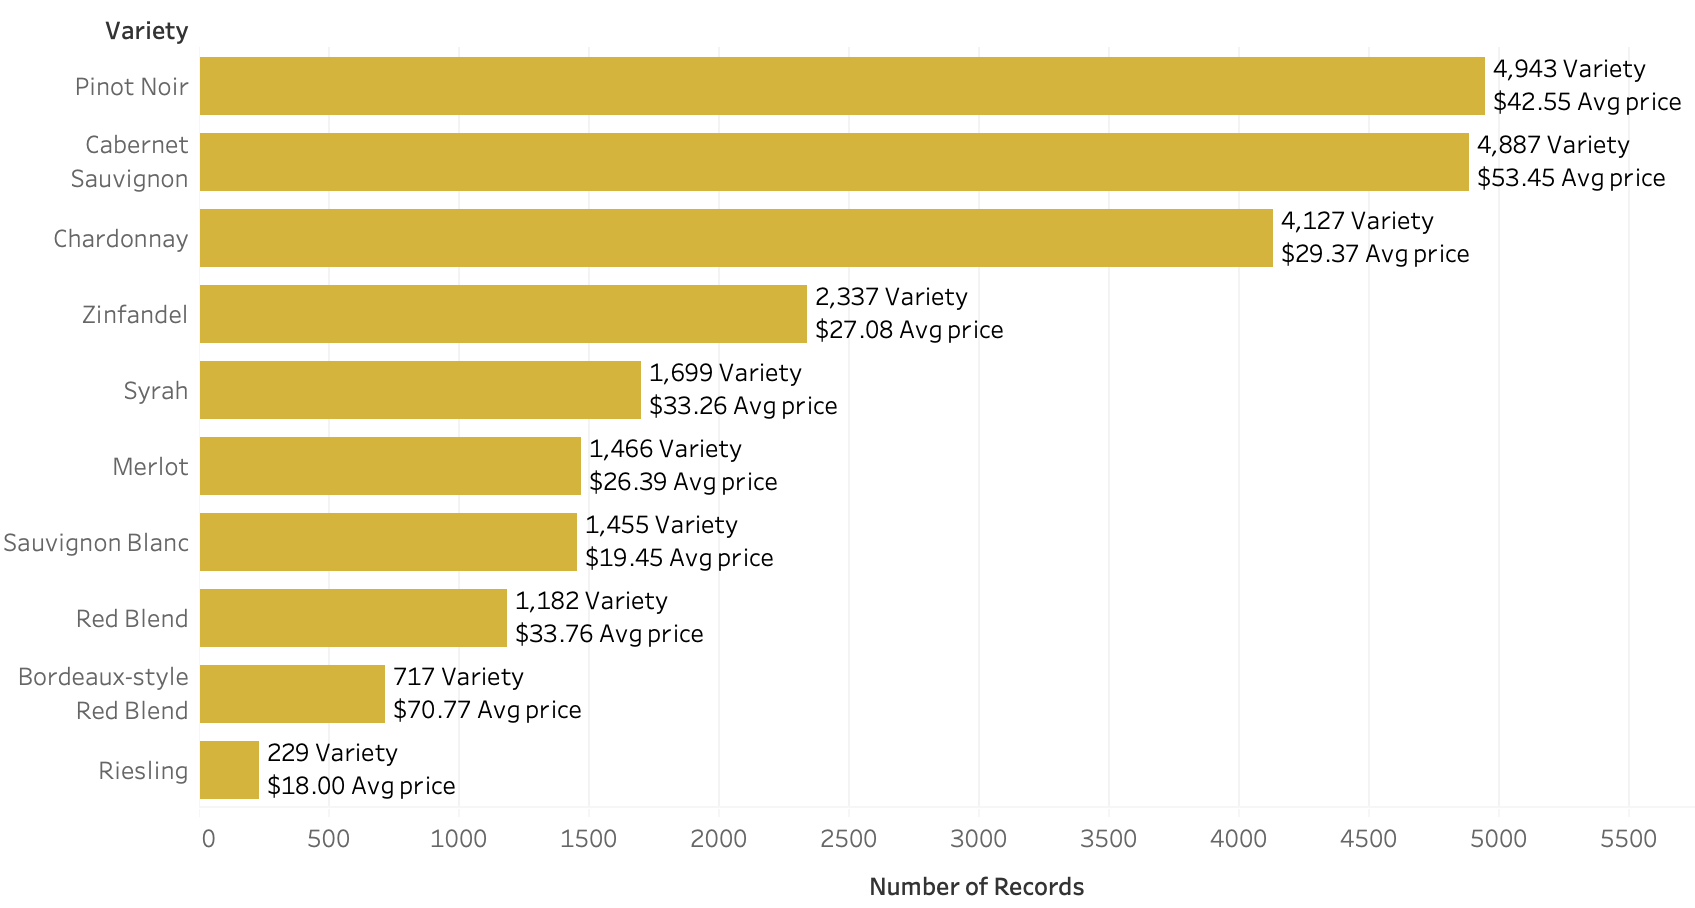 Variety
Pinot Noir
4,943 Variety
$42.55 Avg price
Cabernet
Sauvignon
4,887 Variety
$53.45 Avg price
Chardonnay
4,127 Variety
$29.37 Avg price
Zinfandel
2,337 Variety
$27.08 Avg price
Syrah
1,699 Variety
$33.26 Avg price
Merlot
1,466 Variety
$26.39 Avg price
Sauvignon Blanc
1,455 Variety
$19.45 Avg price
Red Blend
1,182 Variety
$33.76 Avg price
Bordeaux-style
Red Blend
717 Variety
$70.77 Avg price
Riesling
229 Variety
$18.00 Avg price
0 500 1000 1500 2000 2500 3000 3500 4000 4500 5000 5500
Number of Records